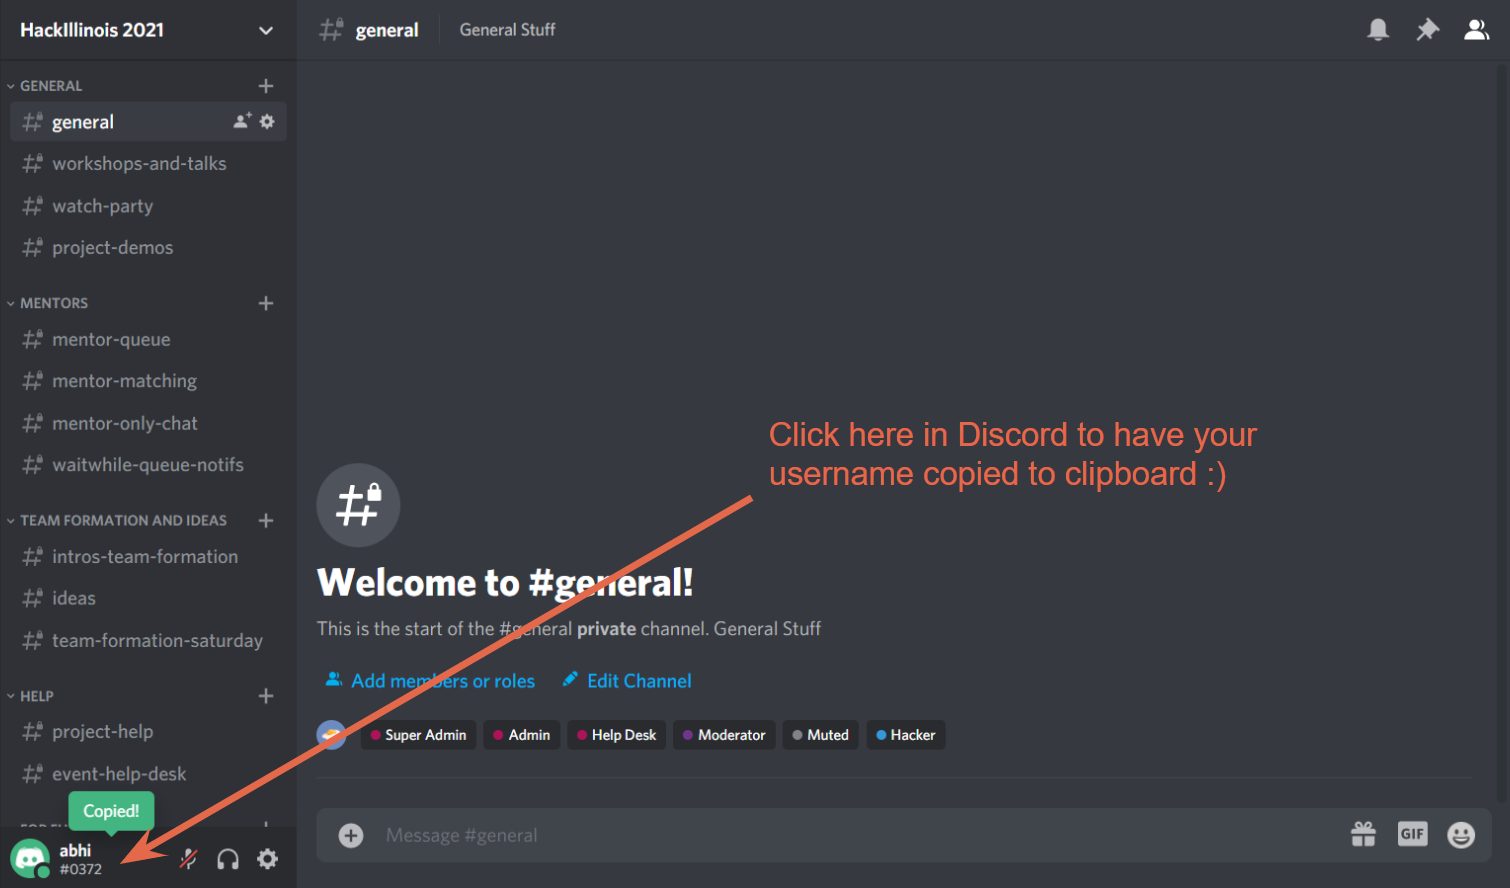 HackIllinois 2021
GENERAL
general
workshops-and-talks
watch-party
project-demos
MENTORS
mentor-queue
mentor-matching
mentor-only-chat
waitwhile-queue-notifs
TEAM FORMATION AND IDEAS
intros-team-formation
ideas
team-formation-saturday
HELP
project-help
event-help-desk
Copied!
abhi
#0372
general
General Stuff
Click here in Discord to have your
username copied to clipboard :)
Welcome to #general!
This is the start of the #general private channel. General Stuff
Add members or roles Edit Channel
Super Admin Admin Help Desk Moderator Muted Hacker
Message #general
GIF